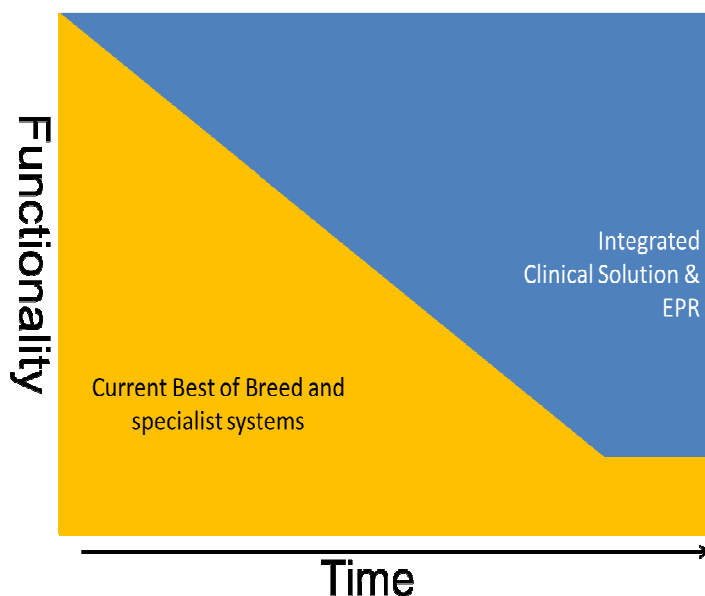 Functionality
Integrated
Clinical Solution &
EPR
Current Best of Breed and
specialist systems
Time